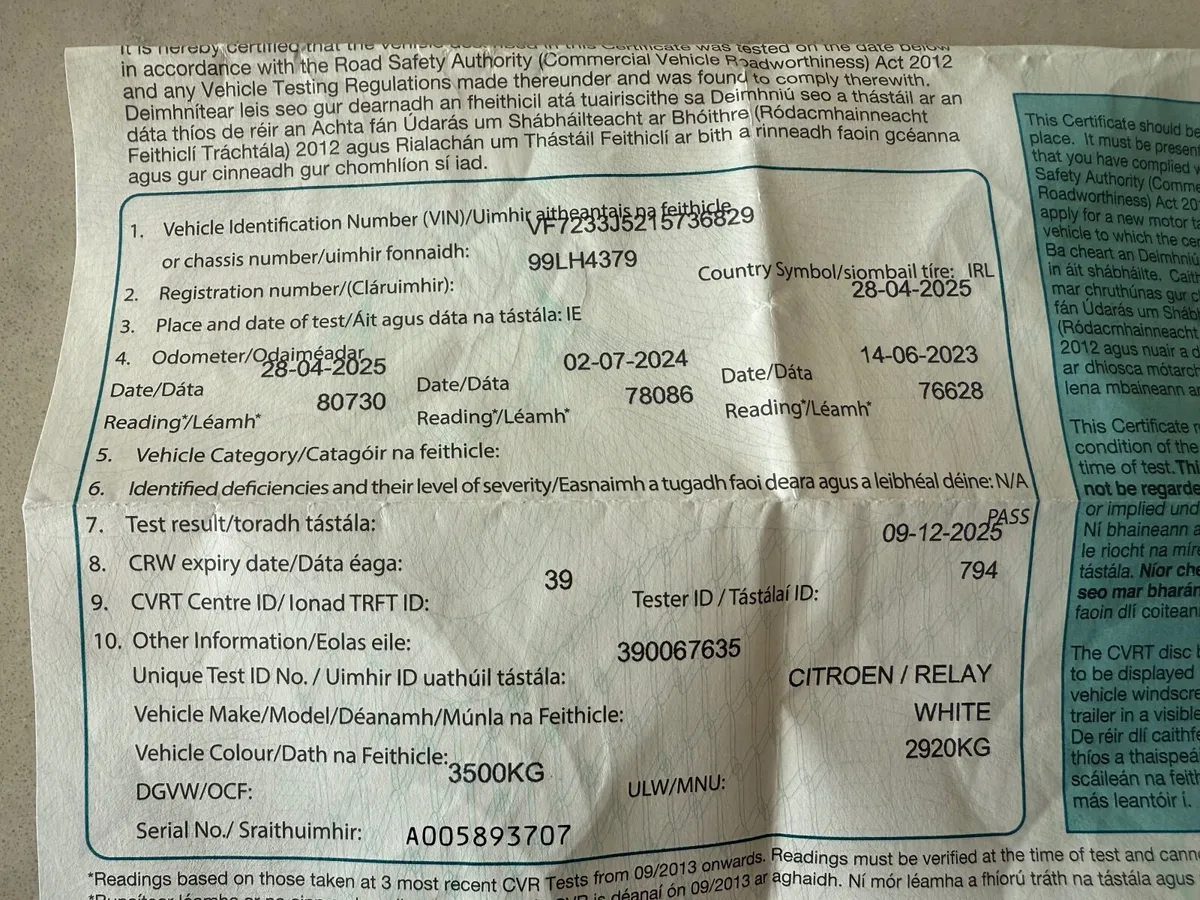 It is hereby certified that the vehicle described in this Certificate was tested on the date below
in accordance with the Road Safety Authority (Commercial Vehicle Roadworthiness) Act 2012
and any Vehicle Testing Regulations made thereunder and was found to comply therewith.
Deimhnítear leis seo gur dearnadh an fheithicil atá tuairiscithe sa Deimhniú seo a thástáil ar an
dáta thíos de réir an Achta fán Údarás um Shábháilteacht ar Bhóithre (Ródacmhainneacht
Feithiclí Tráchtála) 2012 agus Rialachán um Thástáil Feithiclí ar bith a rinneadh faoin gcéanna
agus gur cinneadh gur chomhlíon sí iad.
1. Vehicle Identification Number (VIN)/Uimhir aitheantais na feithicle
VF7233J5215736829
or chassis number/uimhir fonnaidh:
99LH4379
2. Registration number/(Cláruimhir):
Country Symbol/siombail tíre: IRL
28-04-2025
3. Place and date of test/Áit agus dáta na tástála: IE
4. Odometer/Odaiméadar
28-04-2025 02-07-2024 14-06-2023
Date/Dáta Date/Dáta Date/Dáta
80730 78086 76628
Reading*/Léamh* Reading*/Léamh* Reading*/Léamh*
5. Vehicle Category/Catagóir na feithicle:
6. Identified deficiencies and their level of severity/Easnaimh a tugadh faoi deara agus a leibhéal déine: N/A
7. Test result/toradh tástála: PASS
09-12-2025
8. CRW expiry date/Dáta éaga:
39 794
9. CVRT Centre ID/ Ionad TRFT ID: Tester ID / Tástálaí ID:
10. Other Information/Eolas eile:
390067635
Unique Test ID No. / Uimhir ID uathúil tástála:
CITROEN / RELAY
Vehicle Make/Model/Déanamh/Múnla na Feithicle:
WHITE
Vehicle Colour/Dath na Feithicle:
3500KG 2920KG
DGVW/OCF: ULW/MNU:
Serial No./ Sraithuimhir: A005893707
*Readings based on those taken at 3 most recent CVR Tests from 09/2013 onwards. Readings must be verified at the time of test and
déanaí ón 09/2013 ar aghaidh. Ní mór léamha a fhíorú tráth na tástála agus
This Certificate should be
place. It must be
that you have complied
Safety Authority
Roadworthiness) Act
apply for a new motor
vehicle to which the
Ba cheart an
in áit shábháilte.
mar chruthúnas gur
fán Údarás um
(Ródacmhainneacht
2012 agus nuair a
ar dhiosca
lena mbaineann
This Certificate
condition of the
time of test.
not be
or implied
Ní bhaineann
le riocht na
tástála. Níor
seo mar
faoin dlí
The CVRT disc
to be displayed
vehicle
trailer in a visible
De réir dlí
thíos a
scáileán na
más leantóir í.